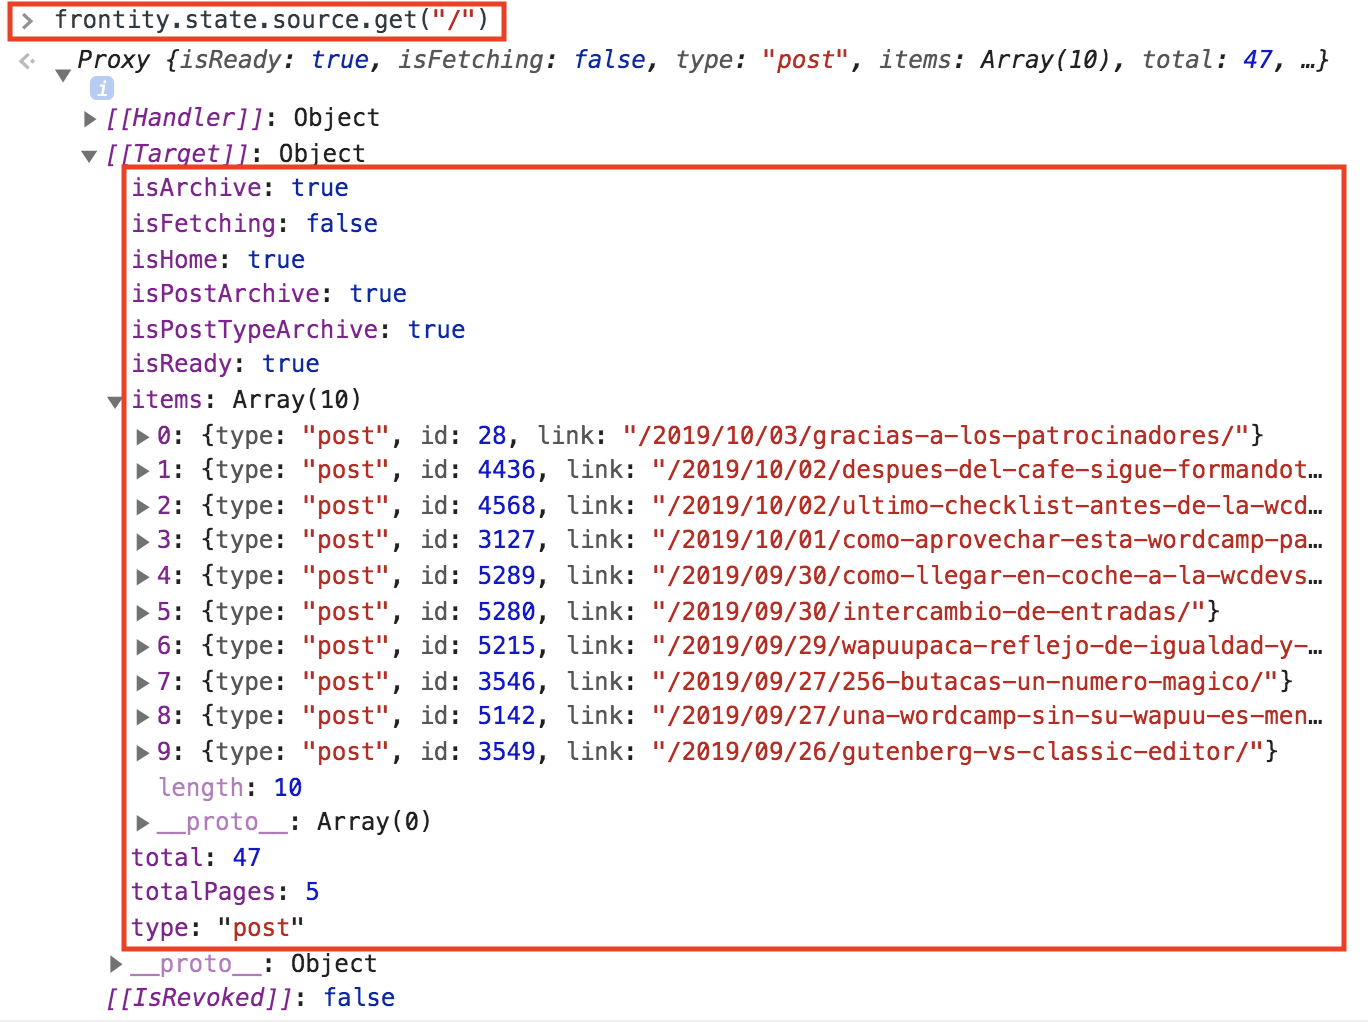 > frontity.state.source.get("/")
Proxy {isReady: true, isFetching: false, type: "post", items: Array(10), total: 47, …}
i
[[Handler]]: Object
[[Target]]: Object
isArchive: true
isFetching: false
isHome: true
isPostArchive: true
isPostTypeArchive: true
isReady: true
items: Array(10)
0: {type: "post", id: 28, link: "/2019/10/03/gracias-a-los-patrocinadores/"}
1: {type: "post", id: 4436, link: "/2019/10/02/despues-del-cafe-sigue-formandot…
2: {type: "post", id: 4568, link: "/2019/10/02/ultimo-checklist-antes-de-la-wcd…
3: {type: "post", id: 3127, link: "/2019/10/01/como-aprovechar-esta-wordcamp-pa…
4: {type: "post", id: 5289, link: "/2019/09/30/como-llegar-en-coche-a-la-wcdevs…
5: {type: "post", id: 5280, link: "/2019/09/30/intercambio-de-entradas/"}
6: {type: "post", id: 5215, link: "/2019/09/29/wapuupaca-reflejo-de-igualdad-y-…
7: {type: "post", id: 3546, link: "/2019/09/27/256-butacas-un-numero-magico/"}
8: {type: "post", id: 5142, link: "/2019/09/27/una-wordcamp-sin-su-wapuu-es-men…
9: {type: "post", id: 3549, link: "/2019/09/26/gutenberg-vs-classic-editor/"}
length: 10
__proto__: Array(0)
total: 47
totalPages: 5
type: "post"
__proto__: Object
[[IsRevoked]]: false